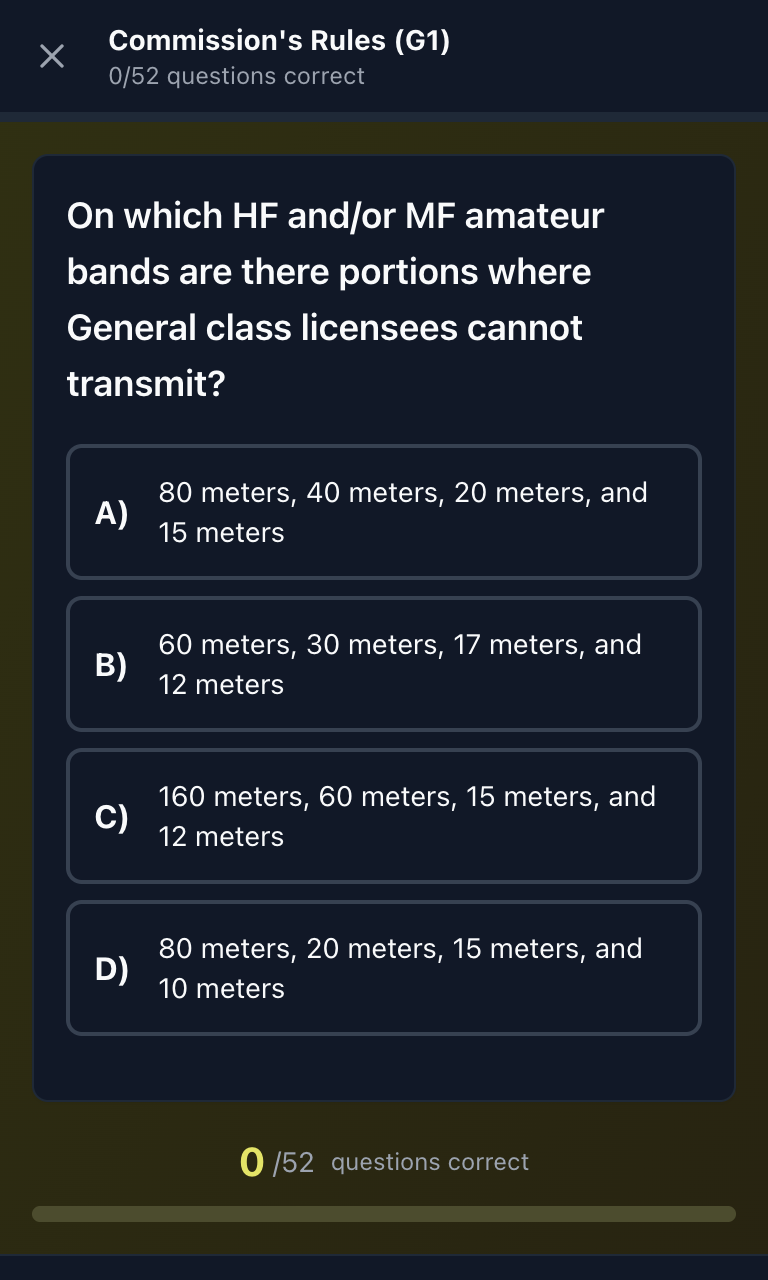 Commission's Rules (G1)
0/52 questions correct
On which HF and/or MF amateur
bands are there portions where
General class licensees cannot
transmit?
A) 80 meters, 40 meters, 20 meters, and
15 meters
B) 60 meters, 30 meters, 17 meters, and
12 meters
C) 160 meters, 60 meters, 15 meters, and
12 meters
D) 80 meters, 20 meters, 15 meters, and
10 meters
0 /52 questions correct